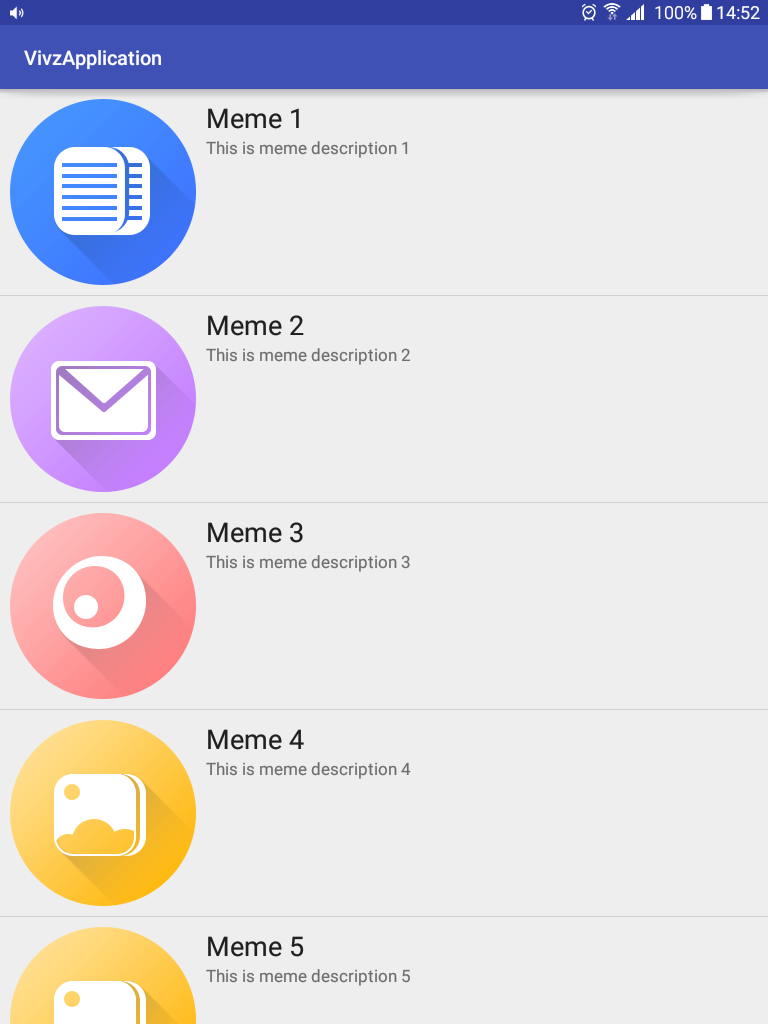 100% 14:52
VivzApplication
Meme 1
This is meme description 1
Meme 2
This is meme description 2
Meme 3
This is meme description 3
Meme 4
This is meme description 4
Meme 5
This is meme description 5